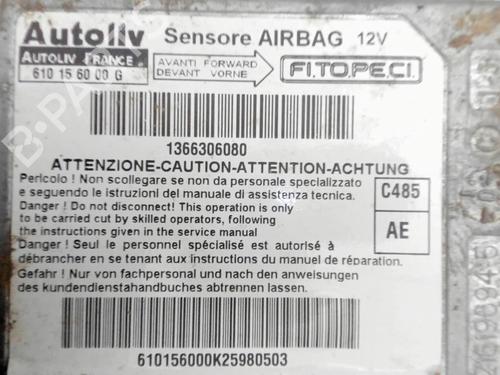 Autoliv Sensore AIRBAG 12V
AUTOLIV FRANCE
610 15 60 00 G
AVANTI FORWARD
DEVANT VORNE
FI.TO.PE.CI.
1366306080
ATTENZIONE-CAUTION-ATTENTION-ACHTUNG
Pericolo ! Non scollegare se non da personale specializzato
e seguendo le istruzioni del manuale di assistenza tecnica.
Danger ! Do not disconnect! This operation is only
to be carried cut by skilled operators, following
the instructions given in the service manual
Danger ! Seul le personnel spécialisé est autorisé à
débrancher en se tenant aux instructions du manuel de réparation.
Gefahr ! Nur von fachpersonal und nach den anweisungen
des kundendienstahandbuches abtrennen lassen.
C485
AE
610156000K25980503
B-PARTS